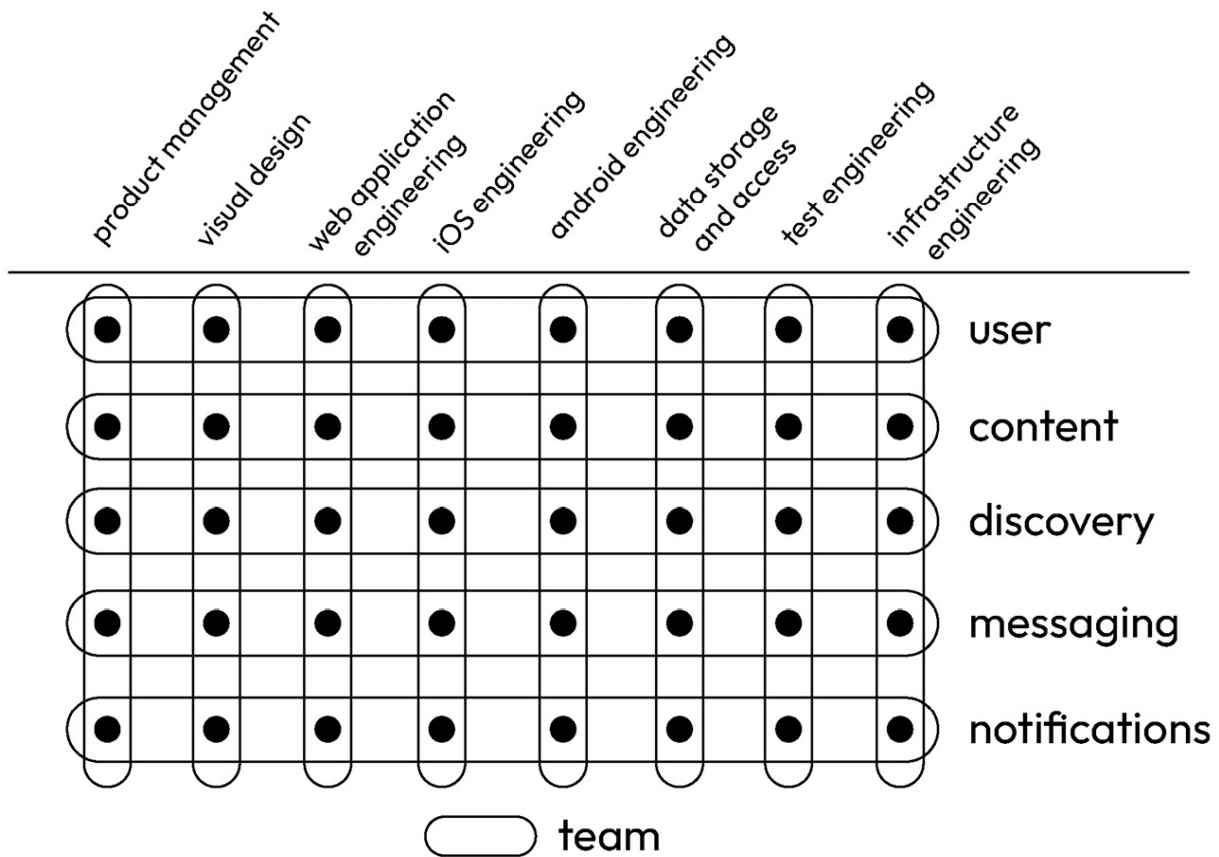 product management
visual design
web application
engineering
iOS engineering
android engineering
data storage
and access
test engineering
infrastructure
engineering
user
content
discovery
messaging
notifications
team